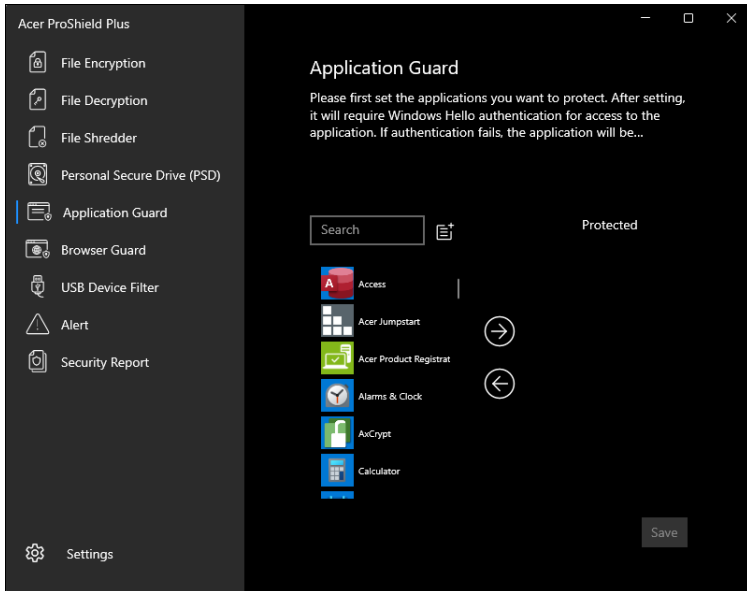 Acer ProShield Plus
File Encryption
File Decryption
File Shredder
Personal Secure Drive (PSD)
Application Guard
Browser Guard
USB Device Filter
Alert
Security Report
Settings
Application Guard
Please first set the applications you want to protect. After setting,
it will require Windows Hello authentication for access to the
application. If authentication fails, the application will be...
Search
Protected
A
Access
Acer Jumpstart
Acer Product Registrat
Alarms & Clock
AxCrypt
Calculator
Save